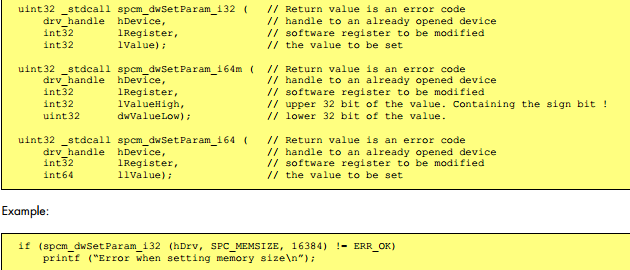 uint32 _stdcall spcm_dwSetParam_i32 ( // Return value is an error code
drv_handle hDevice, // handle to an already opened device
int32 lRegister, // software register to be modified
int32 lValue); // the value to be set
uint32 _stdcall spcm_dwSetParam_i64m ( // Return value is an error code
drv_handle hDevice, // handle to an already opened device
int32 lRegister, // software register to be modified
int32 lValueHigh, // upper 32 bit of the value. Containing the sign bit !
uint32 dwValueLow); // lower 32 bit of the value.
uint32 _stdcall spcm_dwSetParam_i64 ( // Return value is an error code
drv_handle hDevice, // handle to an already opened device
int32 lRegister, // software register to be modified
int64 llValue); // the value to be set
Example:
if (spcm_dwSetParam_i32 (hDrv, SPC_MEMSIZE, 16384) != ERR_OK)
printf (“Error when setting memory size\n”);